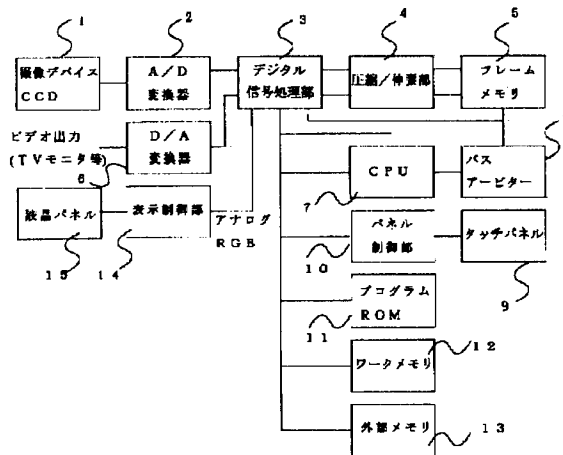 1
2
3
4
5
撮像デバイス
CCD
A/D
変換器
デジタル
信号処理部
圧縮/伸張部
フレーム
メモリ
ビデオ出力
(TVモニタ等)
D/A
変換器
6
CPU
7
バス
アービター
液晶パネル
15
表示制御部
14
アナログ
RGB
パネル
制御部
10
タッチパネル
9
プログラム
ROM
11
ワークメモリ
12
外部メモリ
13